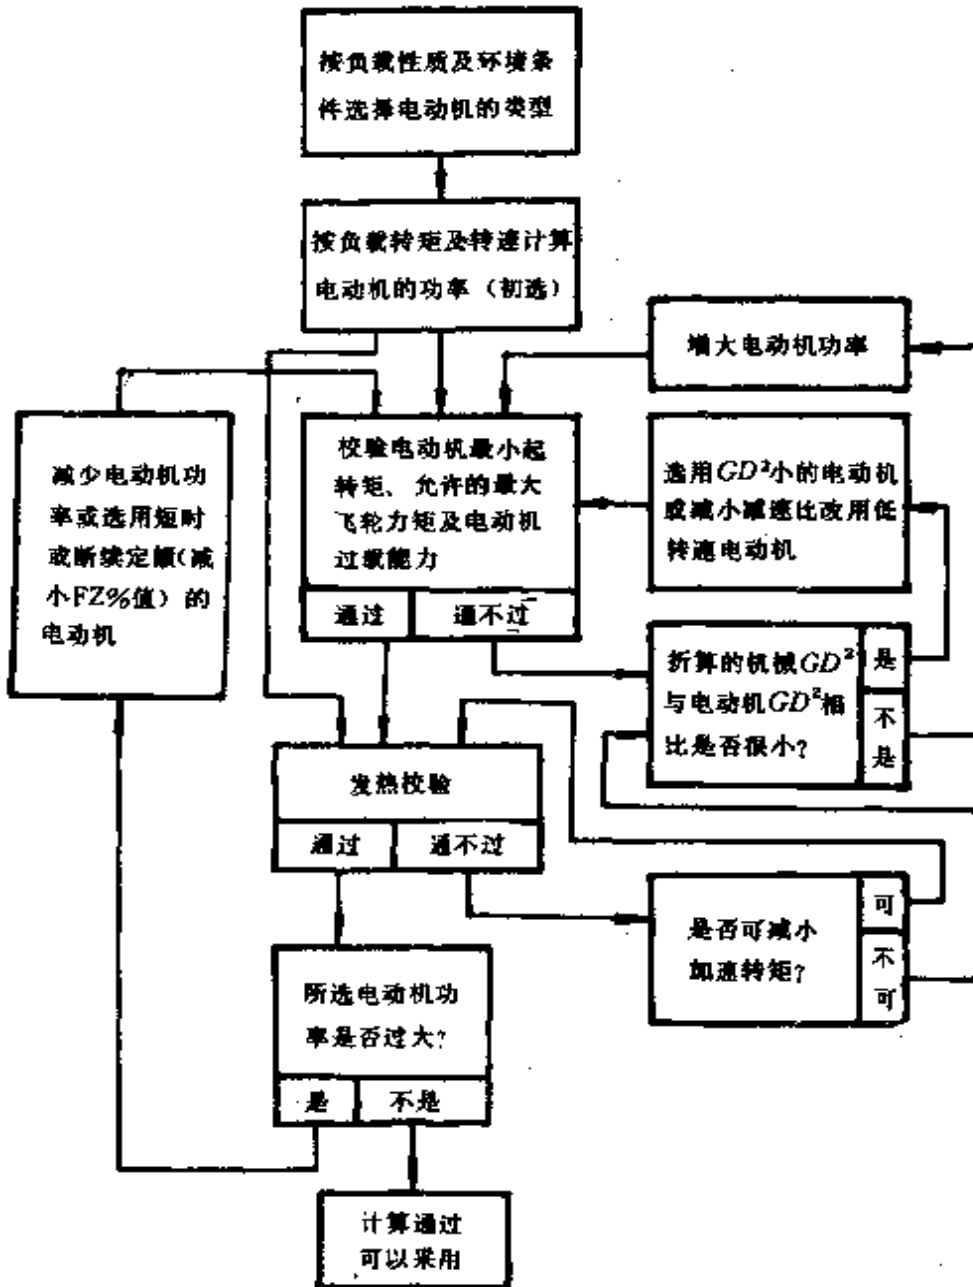 按负载性质及环境条
件选择电动机的类型
按负载转矩及转速计算
电动机的功率（初选）
增大电动机功率
减少电动机功
率或选用短时
或断续定额（减
小FZ%值）的
电动机
校验电动机最小起
转矩、允许的最大
飞轮力矩及电动机
过载能力
通过 通不过
选用GD²小的电动机
或减小减速比改用低
转速电动机
折算的机械GD²
与电动机GD²相
比是否很小?
是
不
是
发热校验
通过 通不过
是否可减小
加速转矩?
可
不
可
所选电动机功
率是否过大?
是 不是
计算通过
可以采用